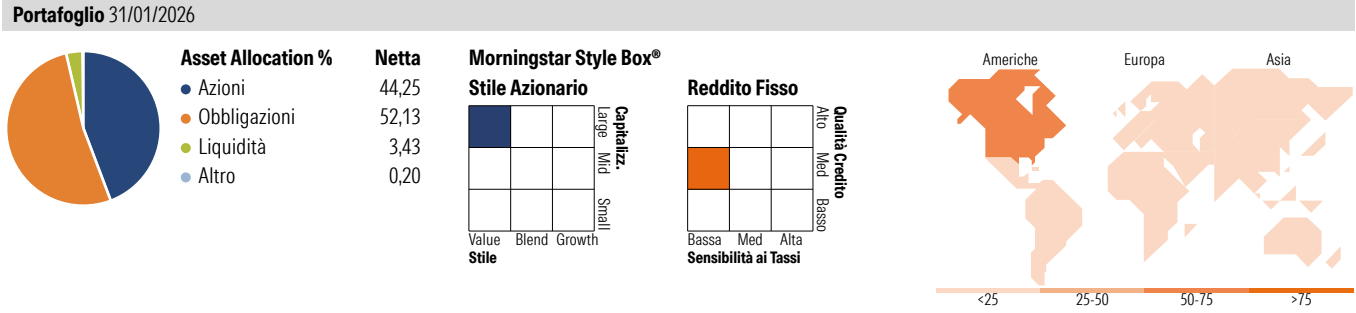 Portafoglio 31/01/2026
Asset Allocation % Netta
Azioni 44,25
Obbligazioni 52,13
Liquidità 3,43
Altro 0,20
Morningstar Style Box®
Stile Azionario
Large Mid Small
Capitalizz.
Value Blend Growth
Stile
Reddito Fisso
Alto Med Basso
Qualità Credito
Bassa Med Alta
Sensibilità ai Tassi
Americhe Europa Asia
<25 25-50 50-75 >75